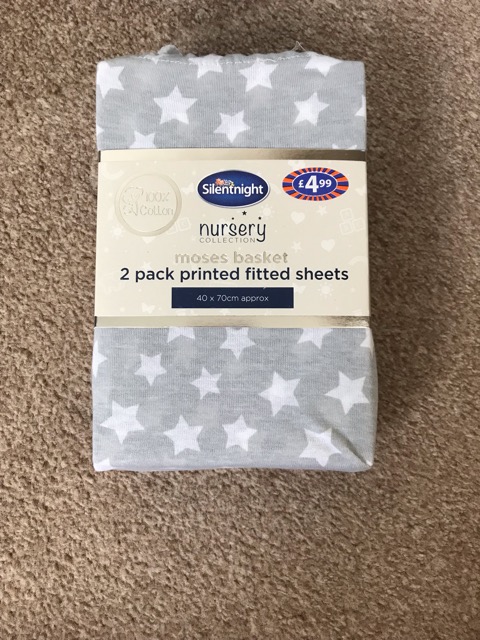 100%
Cotton
Silentnight
£4.99
nursery
COLLECTION
moses basket
2 pack printed fitted sheets
40 x 70cm approx